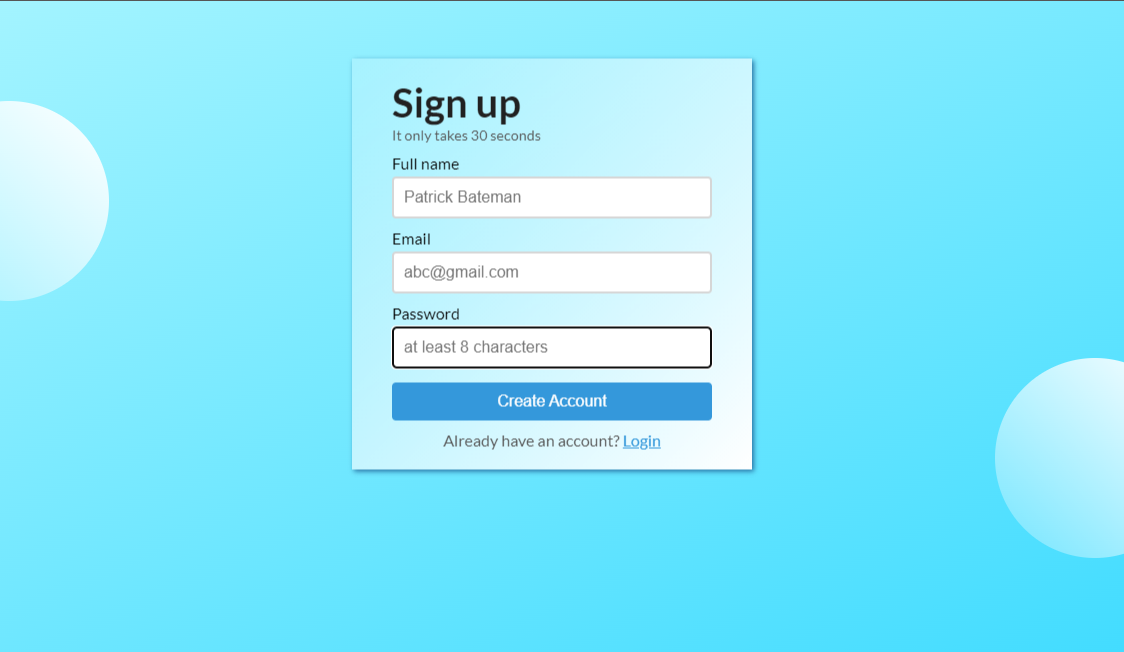 Sign up
It only takes 30 seconds
Full name
Patrick Bateman
Email
abc@gmail.com
Password
at least 8 characters
Create Account
Already have an account? Login